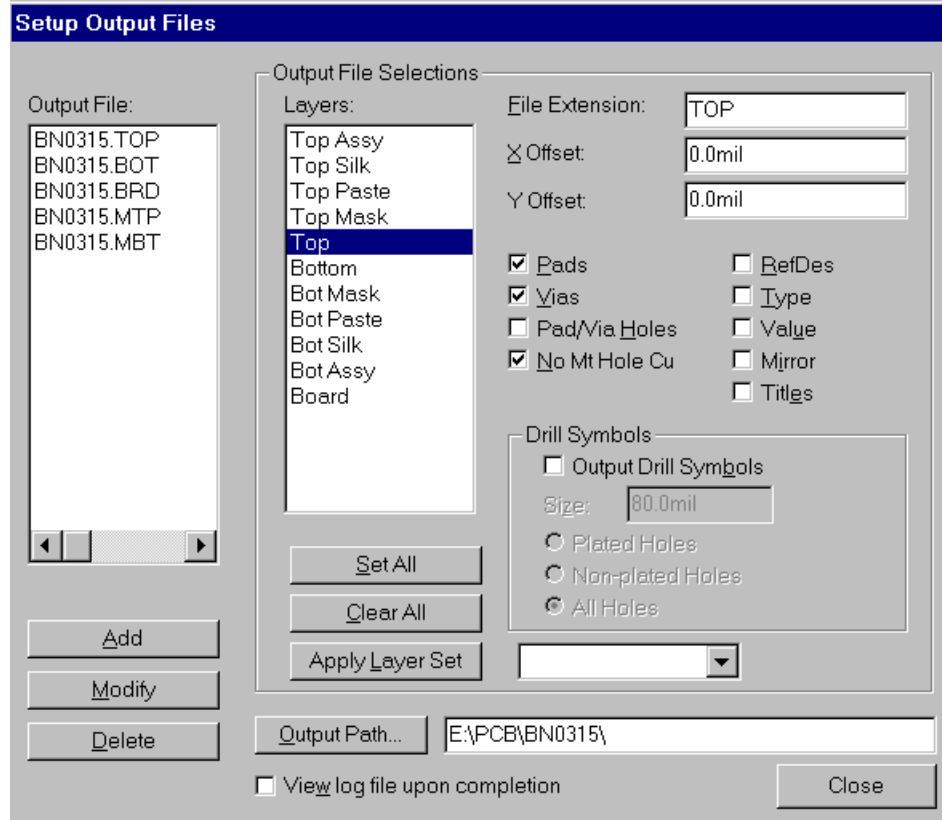 Setup Output Files
Output File:
BN0315.TOP
BN0315.BOT
BN0315.BRD
BN0315.MTP
BN0315.MBT
Add
Modify
Delete
Output File Selections
Layers:
Top Assy
Top Silk
Top Paste
Top Mask
Top
Bottom
Bot Mask
Bot Paste
Bot Silk
Bot Assy
Board
Set All
Clear All
Apply Layer Set
File Extension: TOP
X Offset: 0.0mil
Y Offset: 0.0mil
Pads
Vias
Pad/Via Holes
No Mt Hole Cu
RefDes
Type
Value
Mirror
Titles
Drill Symbols
Output Drill Symbols
Size: 80.0mil
Plated Holes
Non-plated Holes
All Holes
Output Path... E:\PCB\BN0315\
View log file upon completion
Close